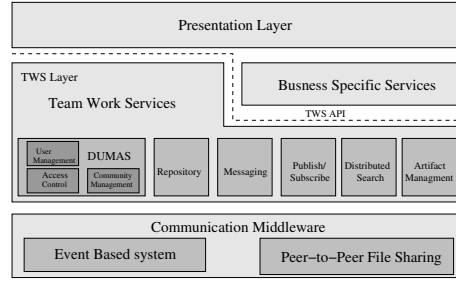 Presentation Layer
TWS Layer
Team Work Services
Busness Specific Services
TWS API
User
Management
DUMAS
Access
Control
Community
Management
Repository
Messaging
Publish/
Subscribe
Distributed
Search
Artifact
Managment
Communication Middleware
Event Based system
Peer−to−Peer File Sharing